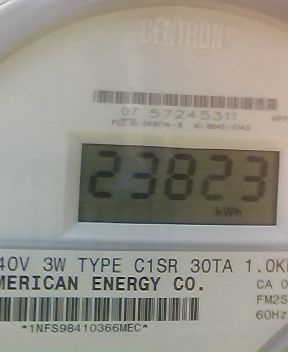 CENTRON®
07 57245311
23823
kWh
40V 3W TYPE C1SR 30TA 1.0K
MERICAN ENERGY CO.
CA 0
FM2S
60Hz
*1NFS98410366MEC*